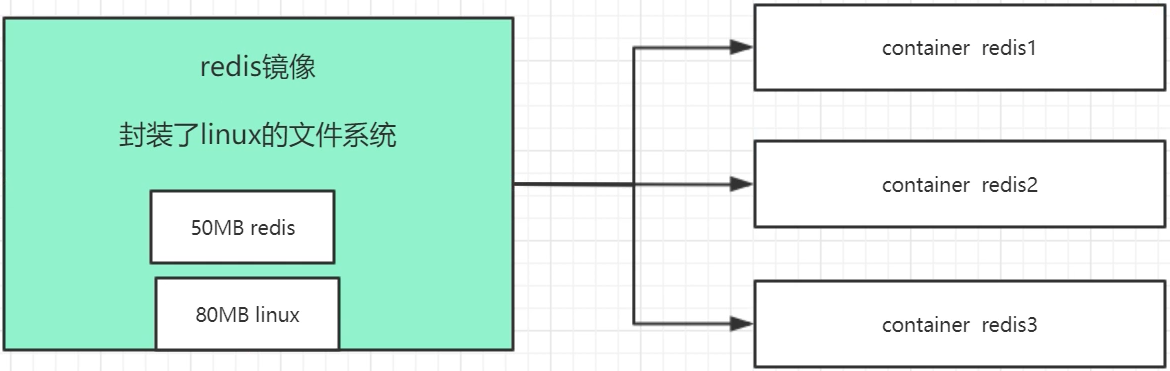 redis镜像
封装了linux的文件系统
50MB redis
80MB linux
container  redis1
container  redis2
container  redis3